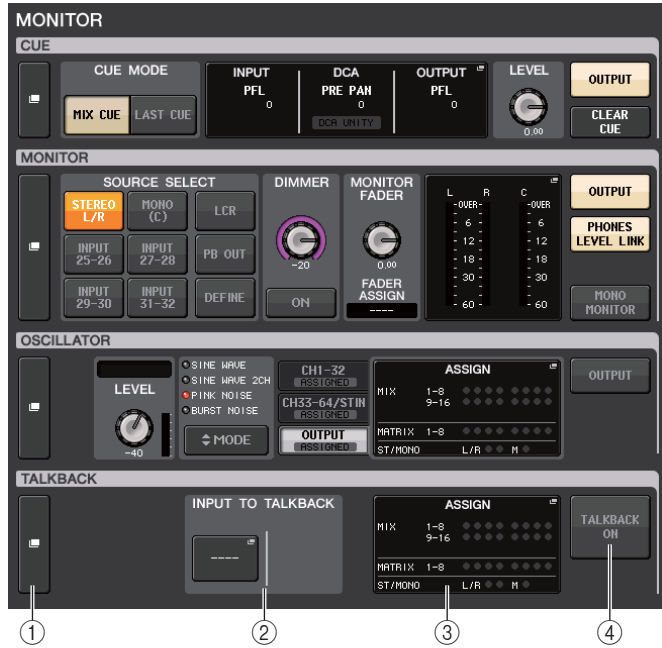 MONITOR
CUE
CUE MODE
MIX CUE
LAST CUE
INPUT
PFL
0
DCA
PRE PAN
0
DCA UNITY
OUTPUT
PFL
0
LEVEL
0.00
OUTPUT
CLEAR
CUE
MONITOR
SOURCE SELECT
STEREO
L/R
MONO
(C)
LCR
INPUT
25-26
INPUT
27-28
PB OUT
INPUT
29-30
INPUT
31-32
DEFINE
DIMMER
-20
ON
MONITOR
FADER
0.00
FADER
ASSIGN
----
L R C
-OVER- -OVER
6 6
12 12
18 18
30 30
60 60
OUTPUT
PHONES
LEVEL LINK
MONO
MONITOR
OSCILLATOR
LEVEL
-40
SINE WAVE
SINE WAVE 2CH
PINK NOISE
BURST NOISE
MODE
CH1-32
ASSIGNED
CH33-64/STIN
ASSIGNED
OUTPUT
ASSIGNED
ASSIGN
MIX 1-8
9-16
MATRIX 1-8
ST/MONO L/R M
OUTPUT
TALKBACK
INPUT TO TALKBACK
----
ASSIGN
MIX 1-8
9-16
MATRIX 1-8
ST/MONO L/R M
TALKBACK
ON
① ② ③ ④